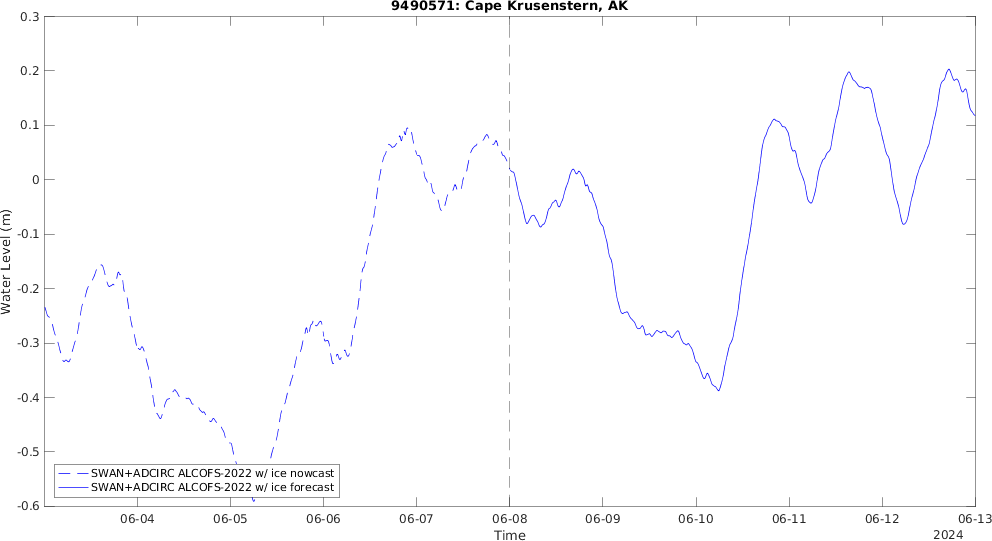 9490571: Cape Krusenstern, AK
0.3
0.2
0.1
0
-0.1
-0.2
-0.3
-0.4
-0.5
-0.6
Water Level (m)
SWAN+ADCIRC ALCOFS-2022 w/ ice nowcast
SWAN+ADCIRC ALCOFS-2022 w/ ice forecast
06-04 06-05 06-06 06-07 06-08 06-09 06-10 06-11 06-12 06-13
Time
2024